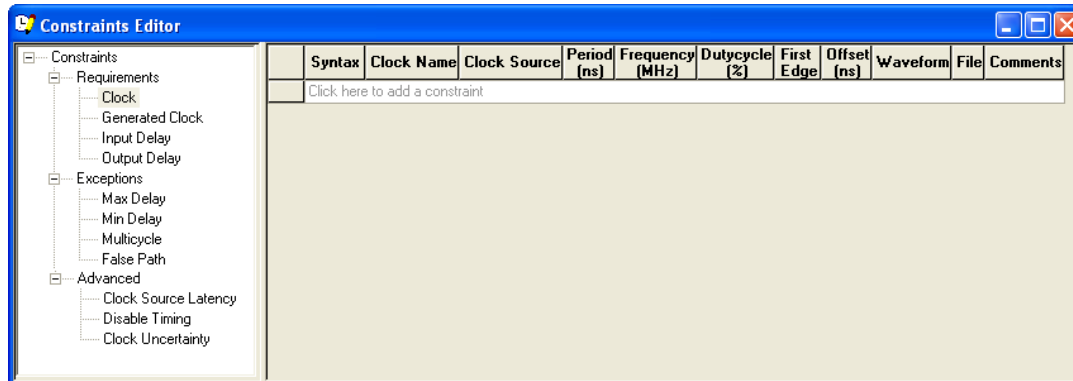 Constraints Editor
Constraints
Requirements
Clock
Generated Clock
Input Delay
Output Delay
Exceptions
Max Delay
Min Delay
Multicycle
False Path
Advanced
Clock Source Latency
Disable Timing
Clock Uncertainty
Syntax Clock Name Clock Source Period (ns) Frequency (MHz) Dutycycle (%) First Edge Offset (ns) Waveform File Comments
Click here to add a constraint